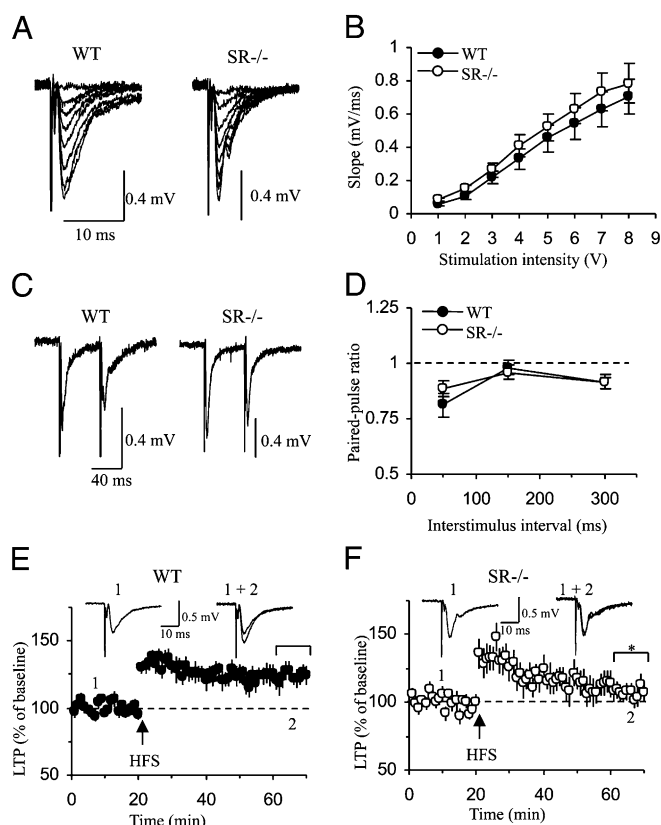 A
WT
SR-/-
0.4 mV
0.4 mV
10 ms
B
WT
SR-/-
Slope (mV/ms)
1
0.8
0.6
0.4
0.2
0
0 1 2 3 4 5 6 7 8 9
Stimulation intensity (V)
C
WT
SR-/-
0.4 mV
0.4 mV
40 ms
D
WT
SR-/-
Paired-pulse ratio
1.25
1
0.75
0.5
0 100 200 300
Interstimulus interval (ms)
E
WT
1
1 + 2
0.5 mV
10 ms
LTP (% of baseline)
150
100
50
1
2
HFS
0 20 40 60
Time (min)
F
SR-/-
1
1 + 2
0.5 mV
10 ms
LTP (% of baseline)
150
100
50
1
*
2
HFS
0 20 40 60
Time (min)